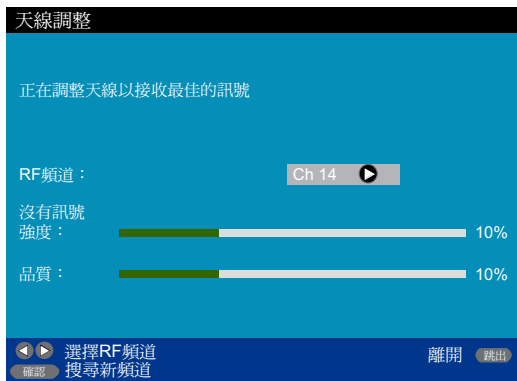 天線調整
正在調整天線以接收最佳的訊號
RF頻道： Ch 14
沒有訊號
強度： 10%
品質： 10%
選擇RF頻道 離開 跳出
確認 搜尋新頻道